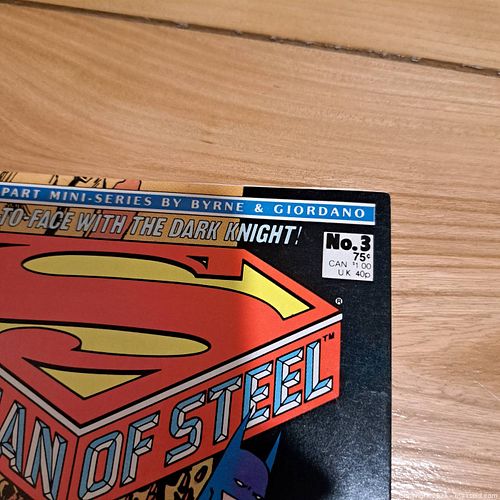 PART MINI-SERIES BY BYRNE & GIORDANO
TO-FACE WITH THE DARK KNIGHT!
No. 3
75¢
CAN $1.00
U.K. 40p
®
TM
AN OF STEEL